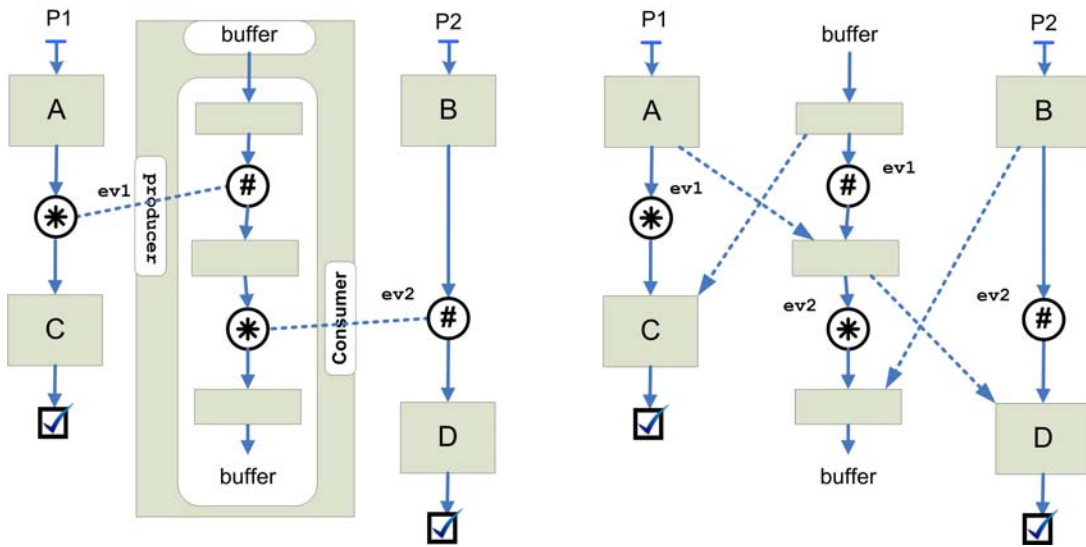 P1
buffer
P2
A
B
ev1
producer
#
ev2
Consumer
#
C
D
buffer
P1
buffer
P2
A
B
ev1
#
ev1
ev2
ev2
#
C
D
buffer